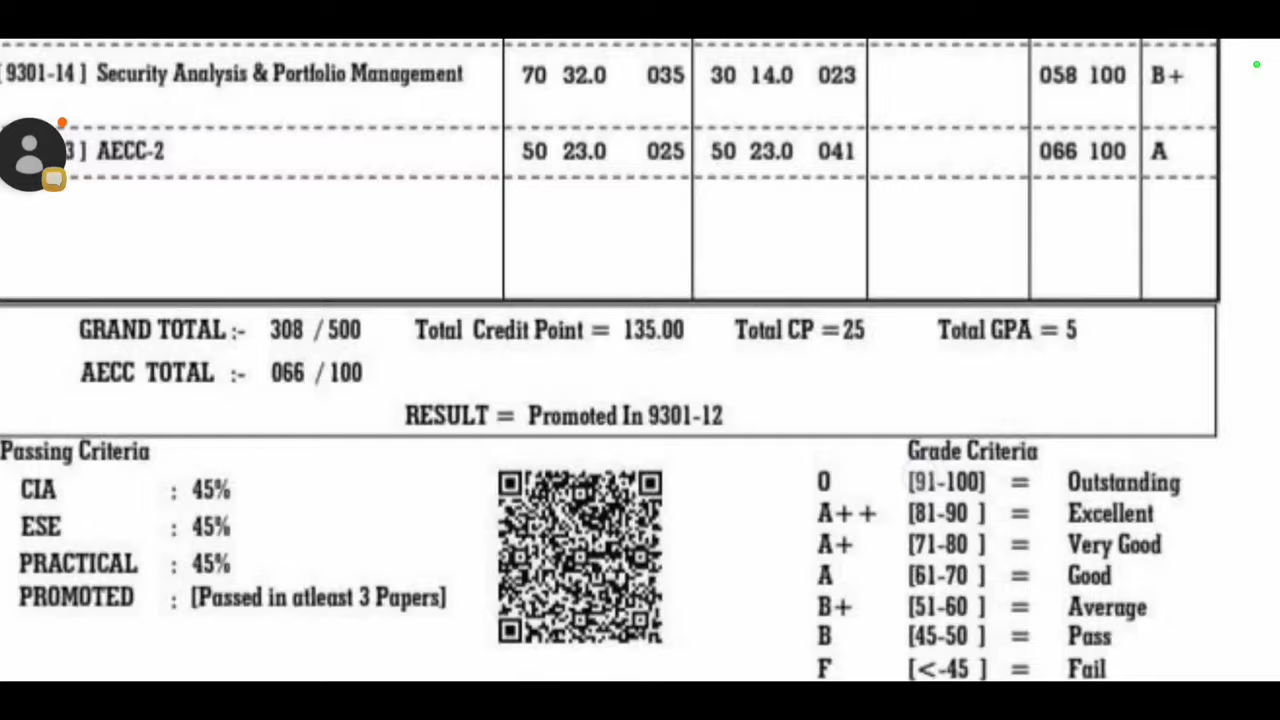 [ 9301-14 ] Security Analysis & Portfolio Management 70 32.0 035 30 14.0 023 058 100 B+
3 ] AECC-2 50 23.0 025 50 23.0 041 066 100 A
GRAND TOTAL :- 308 / 500 Total Credit Point = 135.00 Total CP =25 Total GPA = 5
AECC TOTAL :- 066 / 100
RESULT = Promoted In 9301-12
Passing Criteria
CIA : 45%
ESE : 45%
PRACTICAL : 45%
PROMOTED : [Passed in atleast 3 Papers]
Grade Criteria
O [91-100] = Outstanding
A++ [81-90 ] = Excellent
A+ [71-80 ] = Very Good
A [61-70 ] = Good
B+ [51-60 ] = Average
B [45-50 ] = Pass
F [<-45 ] = Fail